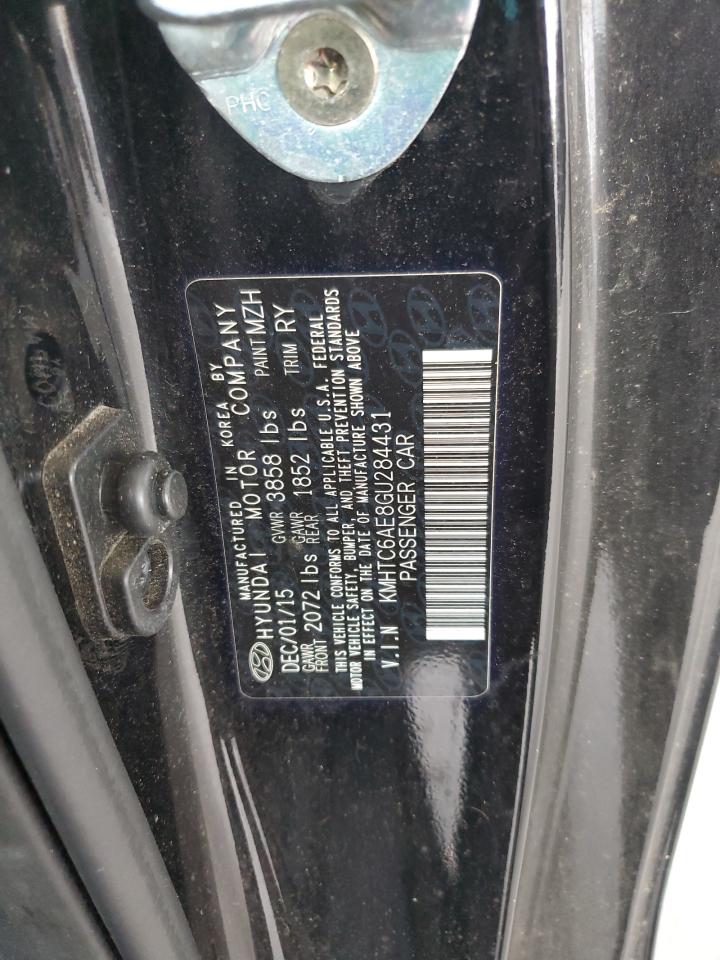 PHC
MANUFACTURED IN KOREA BY
HYUNDAI MOTOR COMPANY
DEC/01/15 GVWR 3858 lbs PAINT MZH
GAWR FRONT 2072 lbs GAWR REAR 1852 lbs TRIM RY
THIS VEHICLE CONFORMS TO ALL APPLICABLE U.S.A. FEDERAL
MOTOR VEHICLE SAFETY, BUMPER, AND THEFT PREVENTION STANDARDS
IN EFFECT ON THE DATE OF MANUFACTURE SHOWN ABOVE
V.I.N KMHTC6AE8GU284431
PASSENGER CAR